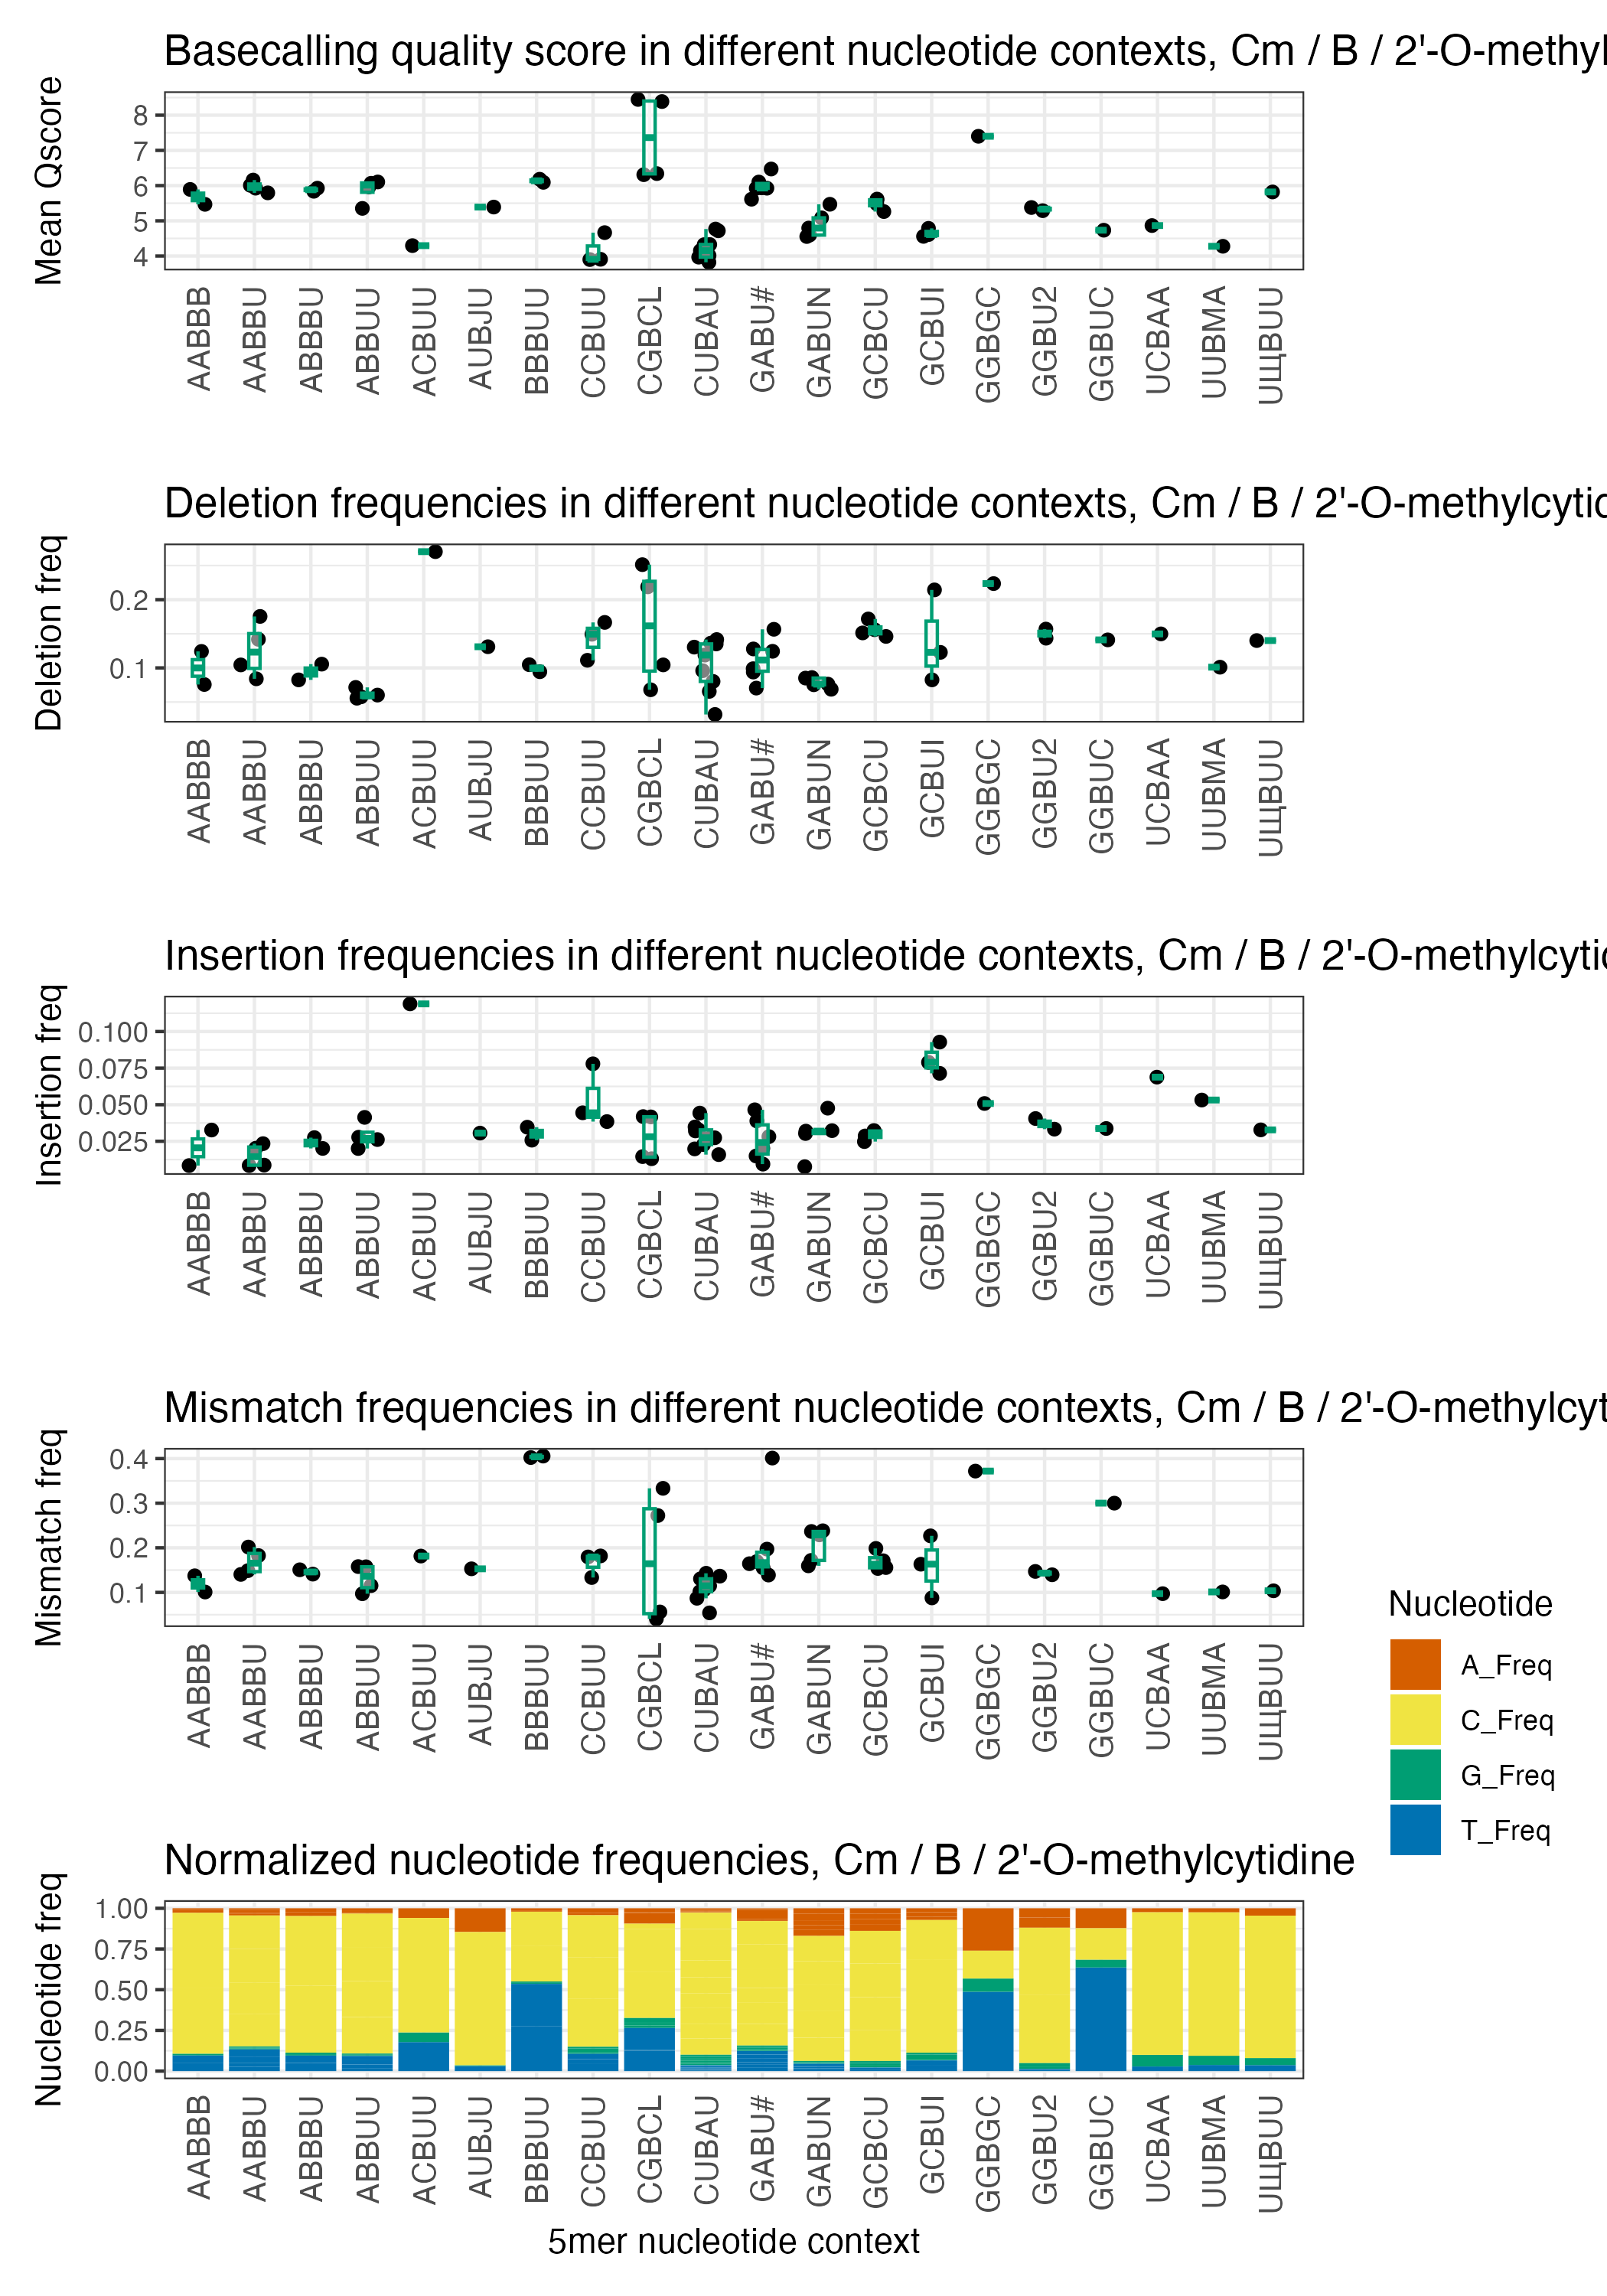 Basecalling quality score in different nucleotide contexts, Cm / B / 2'-O-methyl
Mean Qscore
8
7
6
5
4
AABBB AABBU ABBBU ABBUU ACBUU AUBJU BBBUU CCBUU CGBCL CUBAU GABU# GABUN GCBCU GCBUI GGBGC GGBU2 GGBUC UCBAA UUBMA UЩBUU
Deletion frequencies in different nucleotide contexts, Cm / B / 2'-O-methylcytid
Deletion freq
0.2
0.1
AABBB AABBU ABBBU ABBUU ACBUU AUBJU BBBUU CCBUU CGBCL CUBAU GABU# GABUN GCBCU GCBUI GGBGC GGBU2 GGBUC UCBAA UUBMA UЩBUU
Insertion frequencies in different nucleotide contexts, Cm / B / 2'-O-methylcytid
Insertion freq
0.100
0.075
0.050
0.025
AABBB AABBU ABBBU ABBUU ACBUU AUBJU BBBUU CCBUU CGBCL CUBAU GABU# GABUN GCBCU GCBUI GGBGC GGBU2 GGBUC UCBAA UUBMA UЩBUU
Mismatch frequencies in different nucleotide contexts, Cm / B / 2'-O-methylcyt
Mismatch freq
0.4
0.3
0.2
0.1
AABBB AABBU ABBBU ABBUU ACBUU AUBJU BBBUU CCBUU CGBCL CUBAU GABU# GABUN GCBCU GCBUI GGBGC GGBU2 GGBUC UCBAA UUBMA UЩBUU
Nucleotide
A_Freq
C_Freq
G_Freq
T_Freq
Normalized nucleotide frequencies, Cm / B / 2'-O-methylcytidine
Nucleotide freq
1.00
0.75
0.50
0.25
0.00
AABBB AABBU ABBBU ABBUU ACBUU AUBJU BBBUU CCBUU CGBCL CUBAU GABU# GABUN GCBCU GCBUI GGBGC GGBU2 GGBUC UCBAA UUBMA UЩBUU
5mer nucleotide context